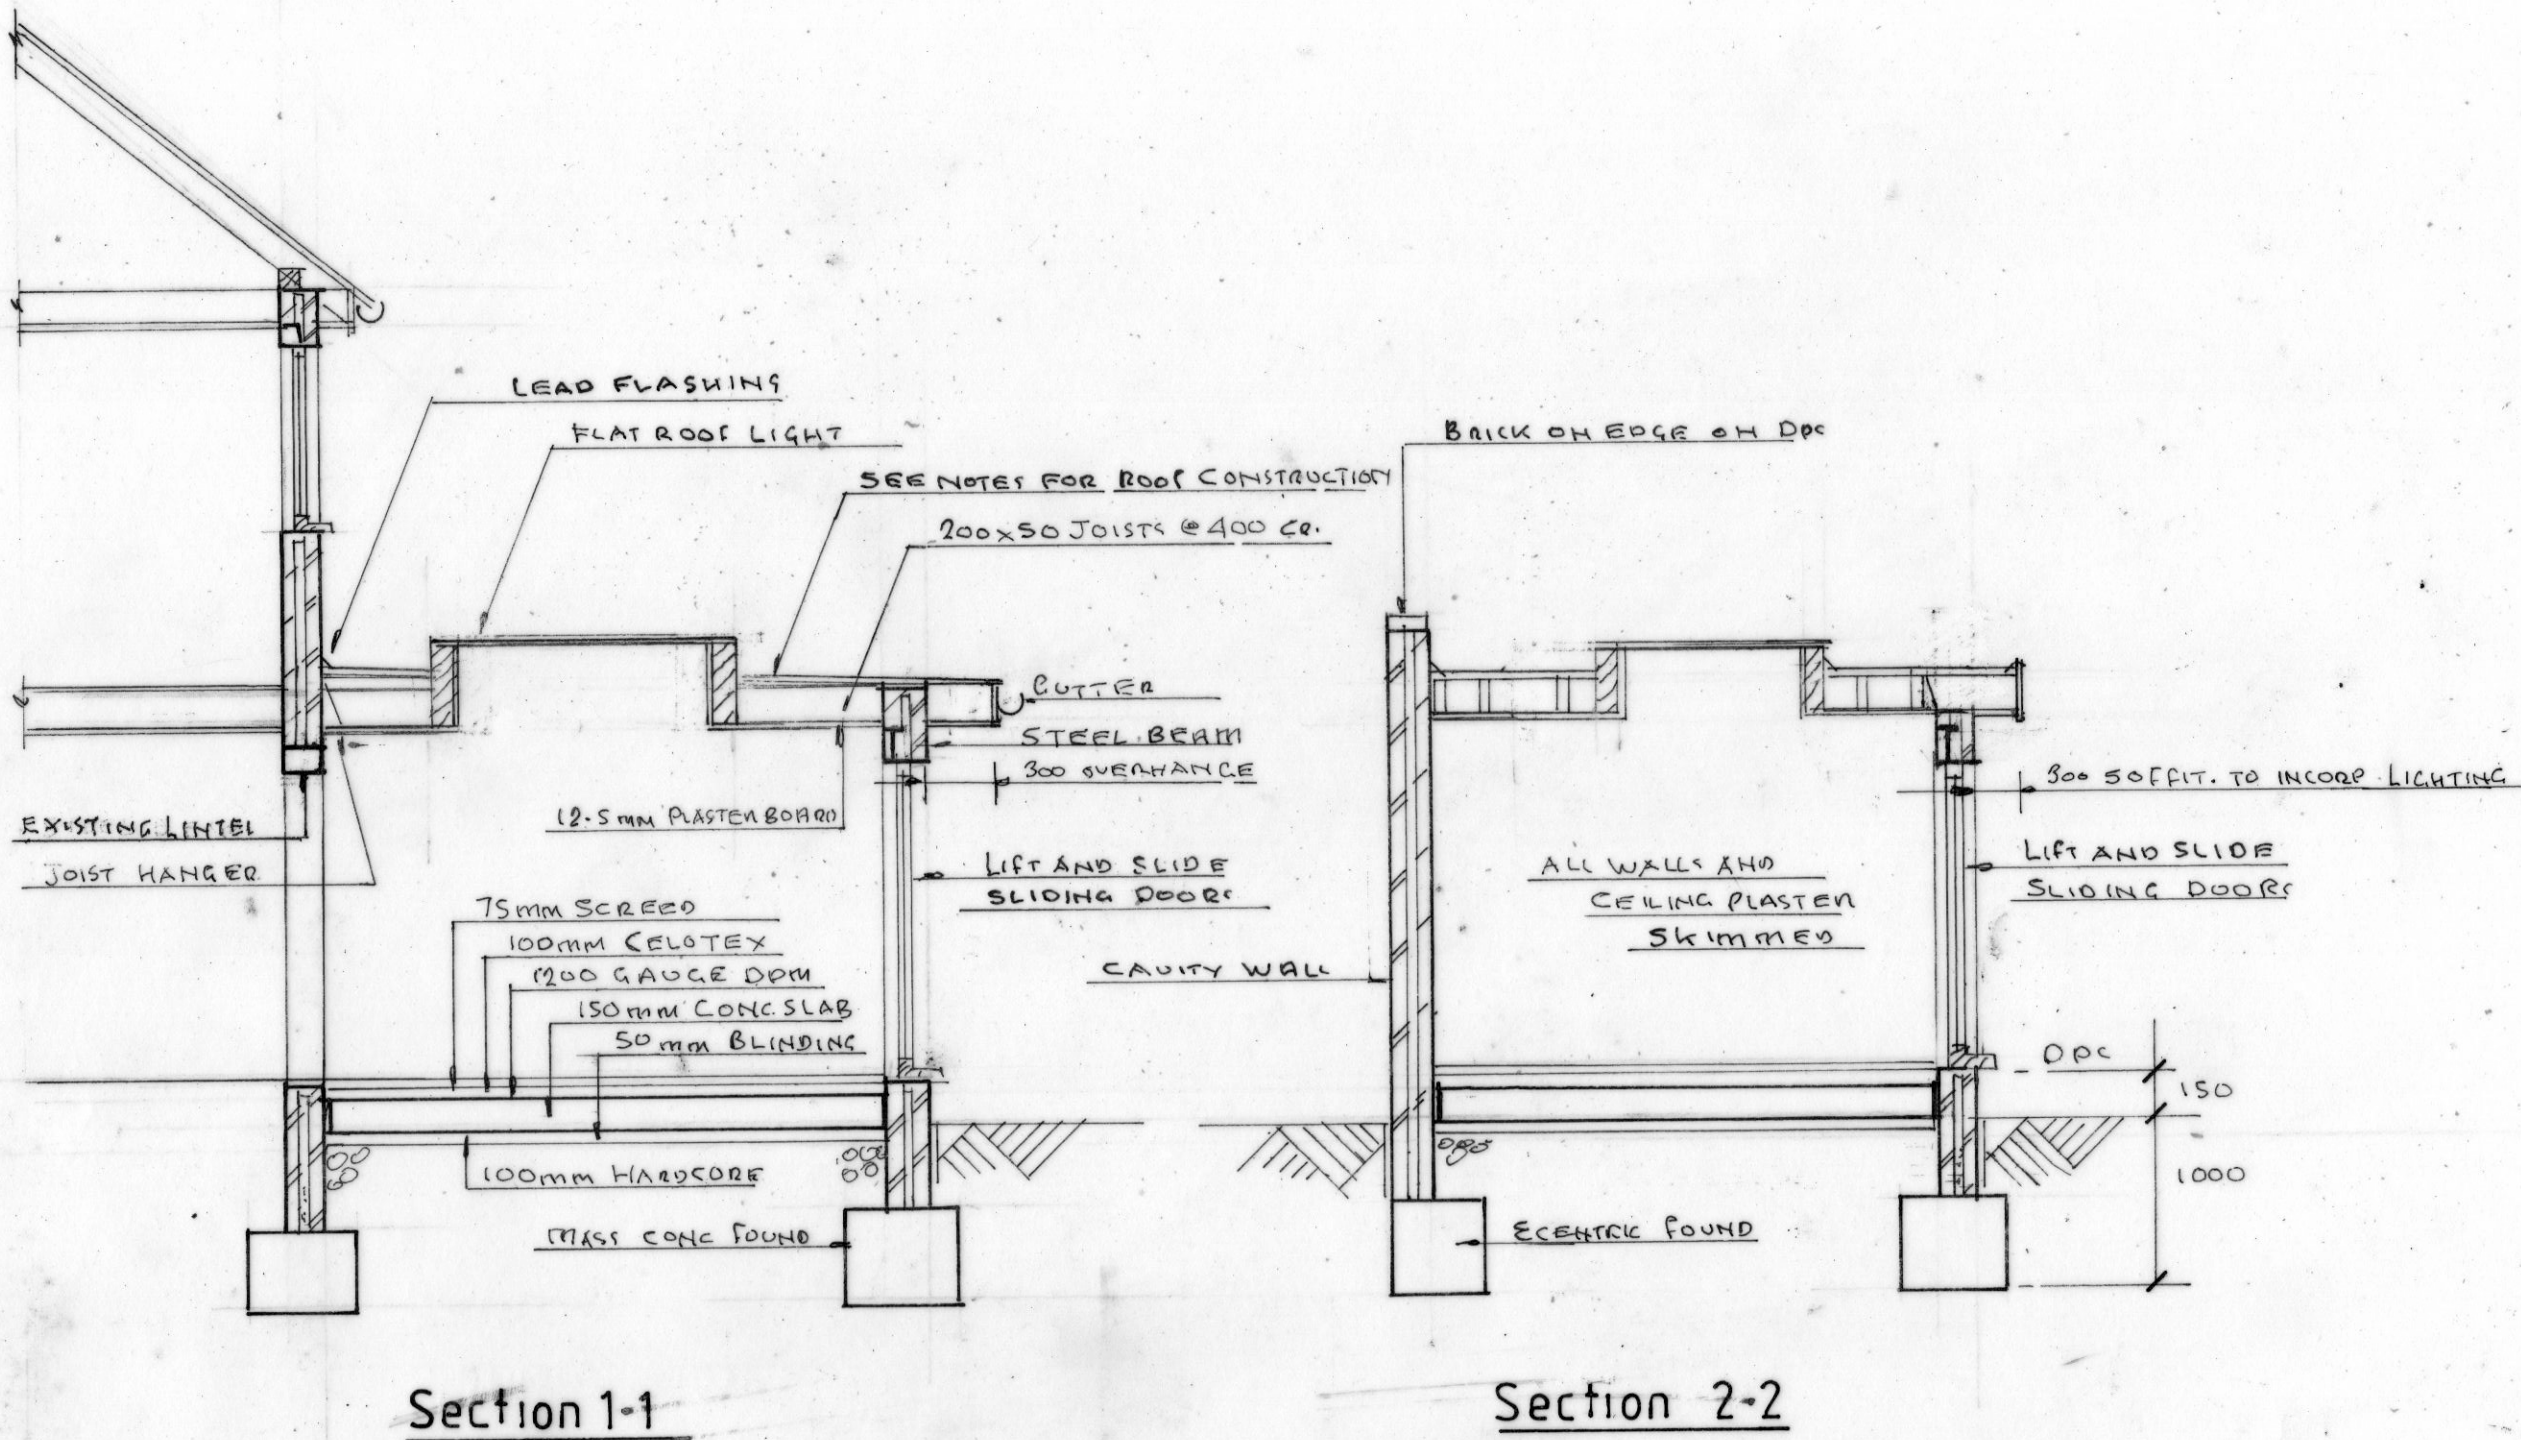 LEAD FLASHING
FLAT ROOF LIGHT
SEE NOTES FOR ROOF CONSTRUCTION
200x50 JOISTS @ 400 CR.
GUTTER
STEEL BEAM
300 OVERHANGE
12.5mm PLASTERBOARD
EXISTING LINTEL
JOIST HANGER
LIFT AND SLIDE
SLIDING DOORS
75mm SCREED
100mm CELOTEX
1200 GAUGE DPM
150mm CONC. SLAB
50mm BLINDING
100mm HARDCORE
MASS CONC FOUND
Section 1-1
BRICK ON EDGE ON DPC
300 SOFFIT. TO INCORP. LIGHTING
LIFT AND SLIDE
SLIDING DOORS
ALL WALLS AND
CEILING PLASTER
SKIMMED
CAVITY WALL
DPC
150
1000
ECENTRIC FOUND
Section 2-2